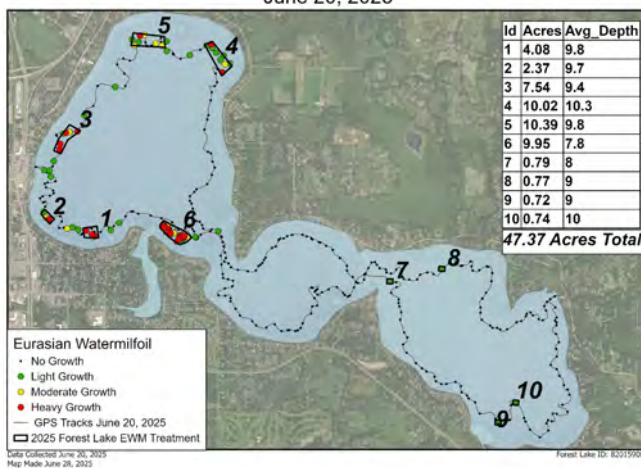 June 20, 2025
5
4
3
2
1
6
7
8
10
9
Id Acres Avg_Depth
1 4.08 9.8
2 2.37 9.7
3 7.54 9.4
4 10.02 10.3
5 10.39 9.8
6 9.95 7.8
7 0.79 8
8 0.77 9
9 0.72 9
10 0.74 10
47.37 Acres Total
Eurasian Watermilfoil
No Growth
Light Growth
Moderate Growth
Heavy Growth
GPS Tracks June 20, 2025
2025 Forest Lake EWM Treatment
Data Collected June 20, 2025
Map Made June 28, 2025
Forest Lake ID: 8201590